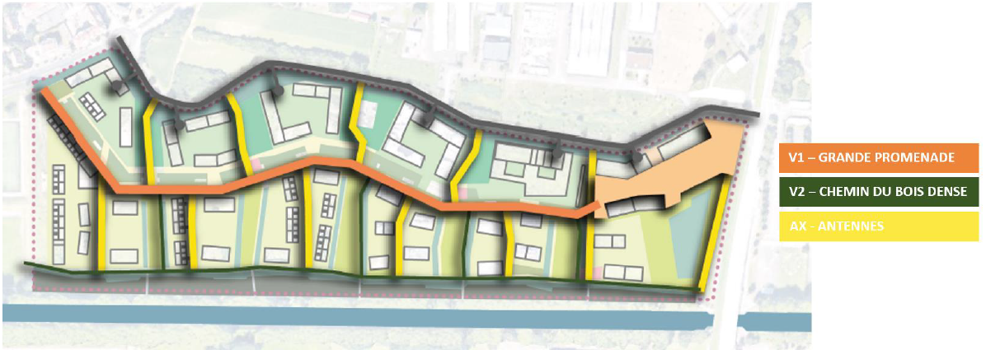 V1 – GRANDE PROMENADE
V2 – CHEMIN DU BOIS DENSE
AX - ANTENNES